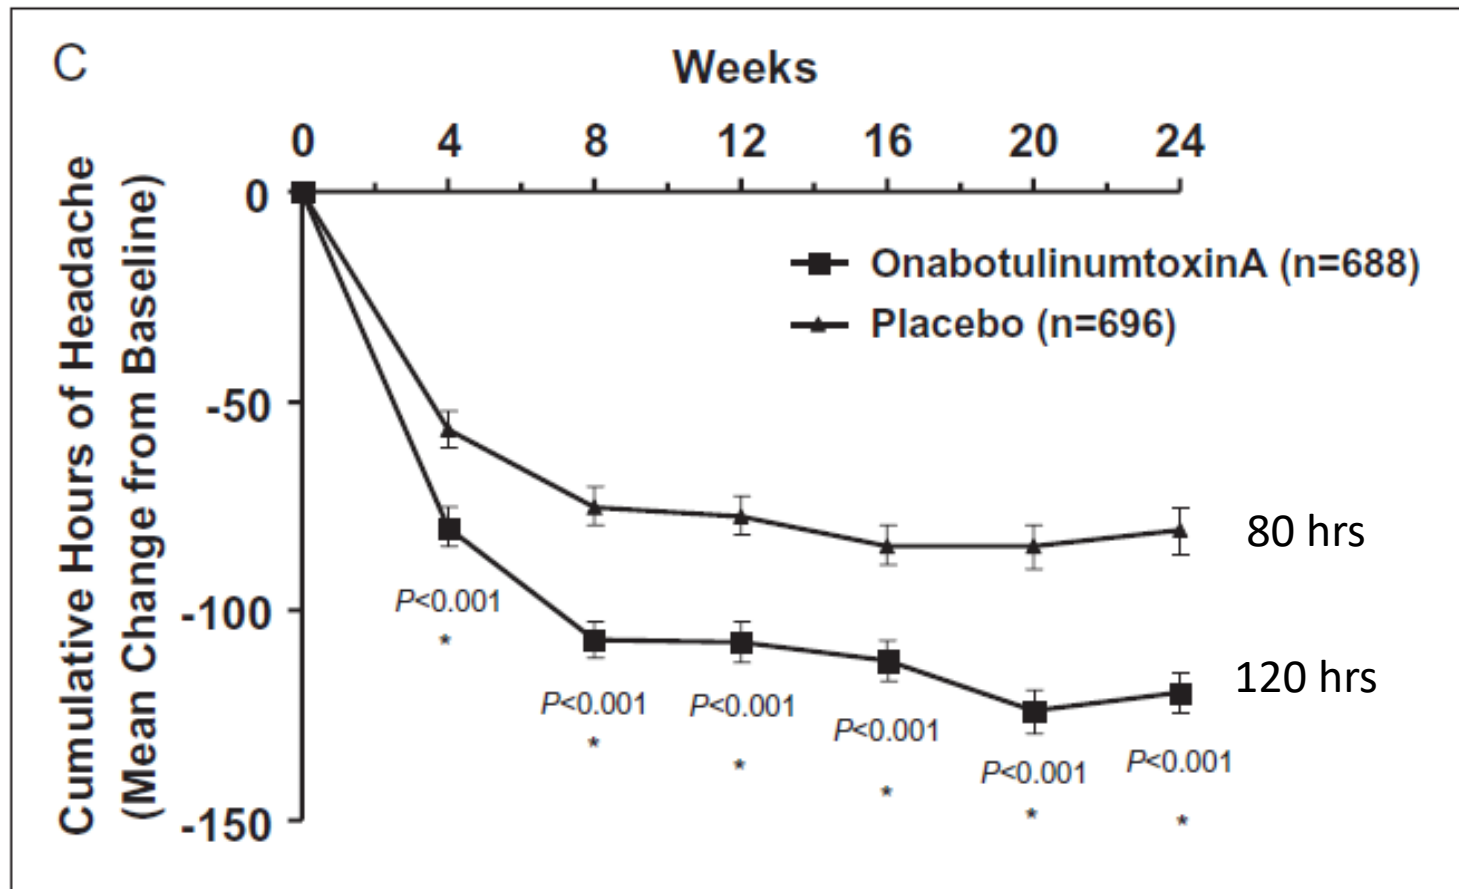 C
Weeks
0 4 8 12 16 20 24
Cumulative Hours of Headache
(Mean Change from Baseline)
0
-50
-100
-150
OnabotulinumtoxinA (n=688)
Placebo (n=696)
80 hrs
120 hrs
P<0.001
*
P<0.001
*
P<0.001
*
P<0.001
*
P<0.001
*
P<0.001
*